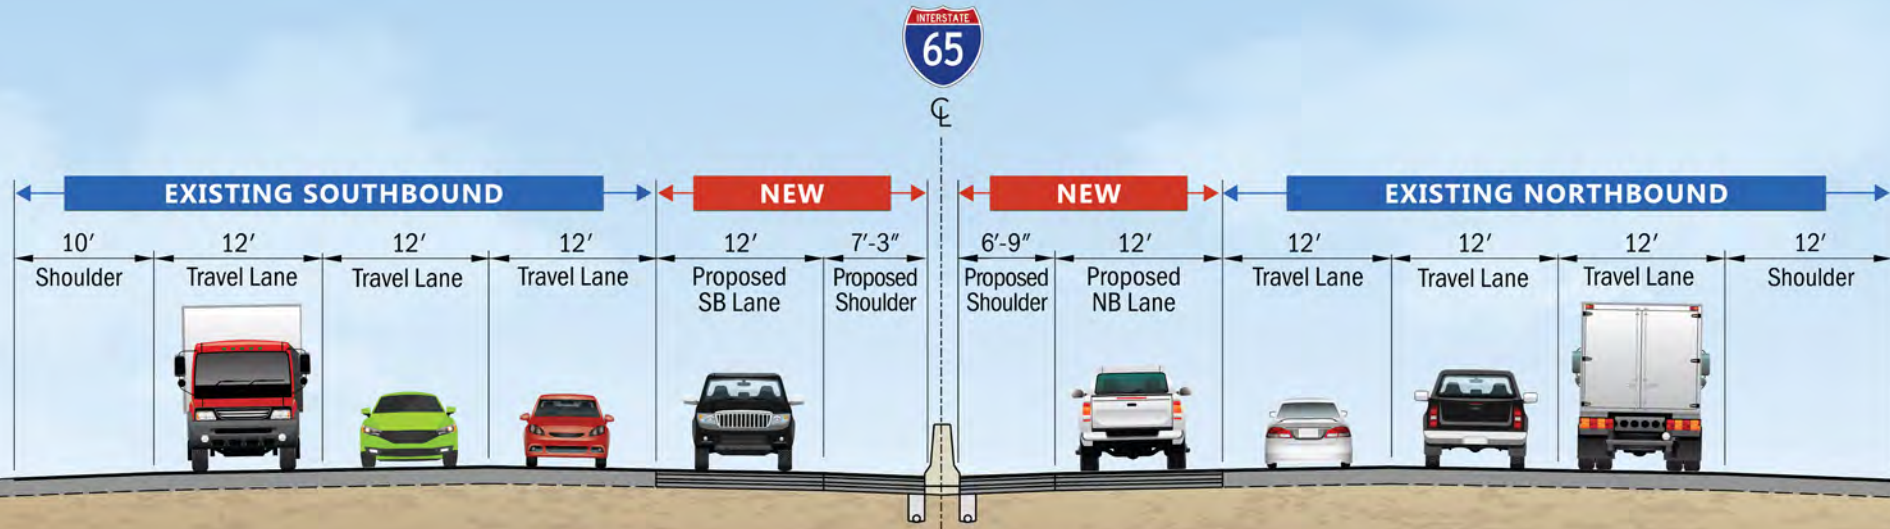 INTERSTATE
65
℄
EXISTING SOUTHBOUND
NEW
NEW
EXISTING NORTHBOUND
10′
12′
12′
12′
12′
7′-3″
6′-9″
12′
12′
12′
12′
12′
Shoulder
Travel Lane
Travel Lane
Travel Lane
Proposed
SB Lane
Proposed
Shoulder
Proposed
Shoulder
Proposed
NB Lane
Travel Lane
Travel Lane
Travel Lane
Shoulder